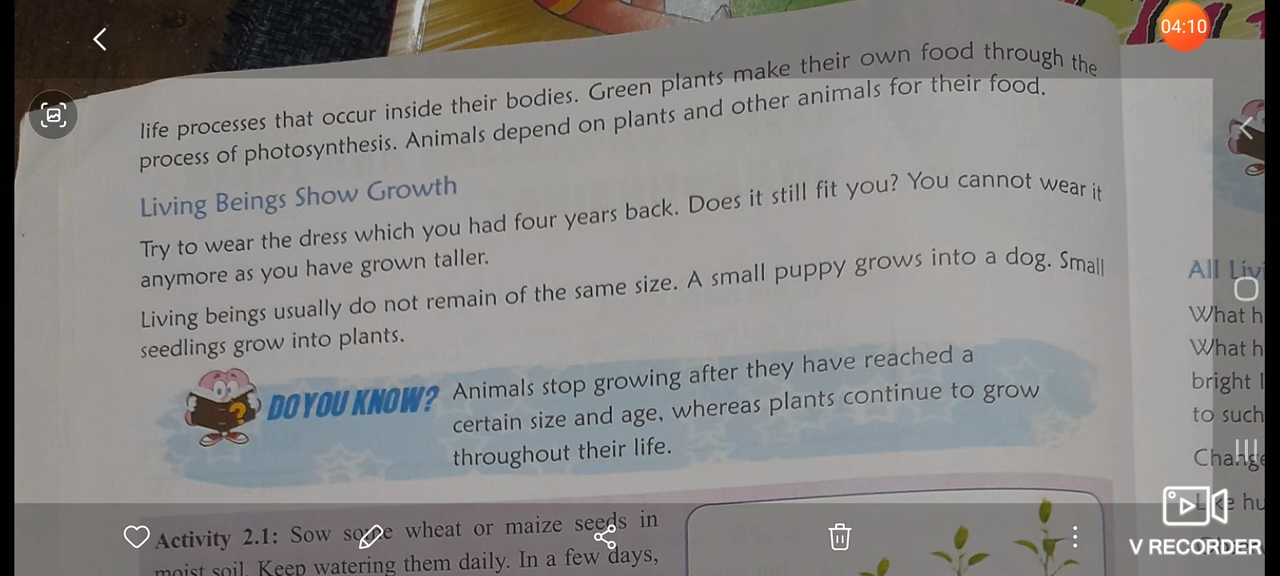 04:10
life processes that occur inside their bodies. Green plants make their own food through the
process of photosynthesis. Animals depend on plants and other animals for their food.
Living Beings Show Growth
Try to wear the dress which you had four years back. Does it still fit you? You cannot wear it
anymore as you have grown taller.
Living beings usually do not remain of the same size. A small puppy grows into a dog. Small
seedlings grow into plants.
DO YOU KNOW? Animals stop growing after they have reached a
certain size and age, whereas plants continue to grow
throughout their life.
Activity 2.1: Sow some wheat or maize seeds in
moist soil. Keep watering them daily. In a few days,
All Liv
What h
What h
bright l
to such
Change
Like hu
V RECORDER